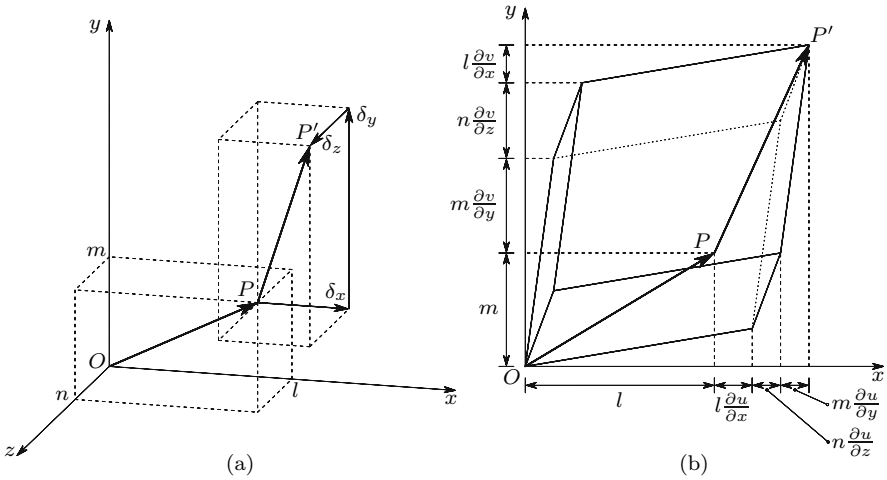 y
P′
δy
δz
m
P
δx
O
l
n
x
z
(a)
y
P′
l ∂v/∂x
n ∂v/∂z
m ∂v/∂y
P
m
O
x
l
l ∂u/∂x
m ∂u/∂y
n ∂u/∂z
(b)